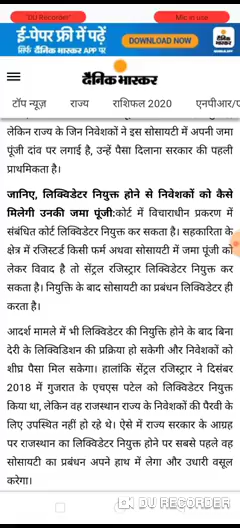 "DU Recorder" Mic in use
ई-पेपर फ्री में पढ़ें
सिर्फ दैनिक भास्कर APP पर DOWNLOAD NOW
दैनिक भास्कर
टॉप न्यूज़ राज्य राशिफल 2020 एनपीआर/ए
लेकिन राज्य के जिन निवेशकों ने इस सोसायटी में अपनी जमा
पूंजी दांव पर लगाई है, उन्हें पैसा दिलाना सरकार की पहली
प्राथमिकता है।
जानिए, लिक्विडेटर नियुक्त होने से निवेशकों को कैसे
मिलेगी उनकी जमा पूंजी:कोर्ट में विचाराधीन प्रकरण में
संबंधित कोर्ट लिक्विडेटर नियुक्त कर सकता है। सहकारिता के
क्षेत्र में रजिस्टर्ड किसी फर्म अथवा सोसायटी में जमा पूंजी को
लेकर विवाद है तो सेंट्रल रजिस्ट्रार लिक्विडेटर नियुक्त कर
सकता है। नियुक्ति के बाद सोसायटी का प्रबंधन लिक्विडेटर ही
करता है।
आदर्श मामले में भी लिक्विडेटर की नियुक्ति होने के बाद बिना
देरी के लिक्विडिशन की प्रक्रिया हो सकेगी और निवेशकों को
शीघ्र पैसा मिल सकेगा। हालांकि सेंट्रल रजिस्ट्रार ने दिसंबर
2018 में गुजरात के एचएस पटेल को लिक्विडेटर नियुक्त
किया था, लेकिन वह राजस्थान राज्य के निवेशकों की पैरवी के
लिए उपस्थित नहीं हो रहे थे। ऐसे में राज्य सरकार के आग्रह
पर राजस्थान का लिक्विडेटर नियुक्त होने पर सबसे पहले वह
सोसायटी का प्रबंधन अपने हाथ में लेगा और उधारी वसूल
करेगा।
DU RECORDER